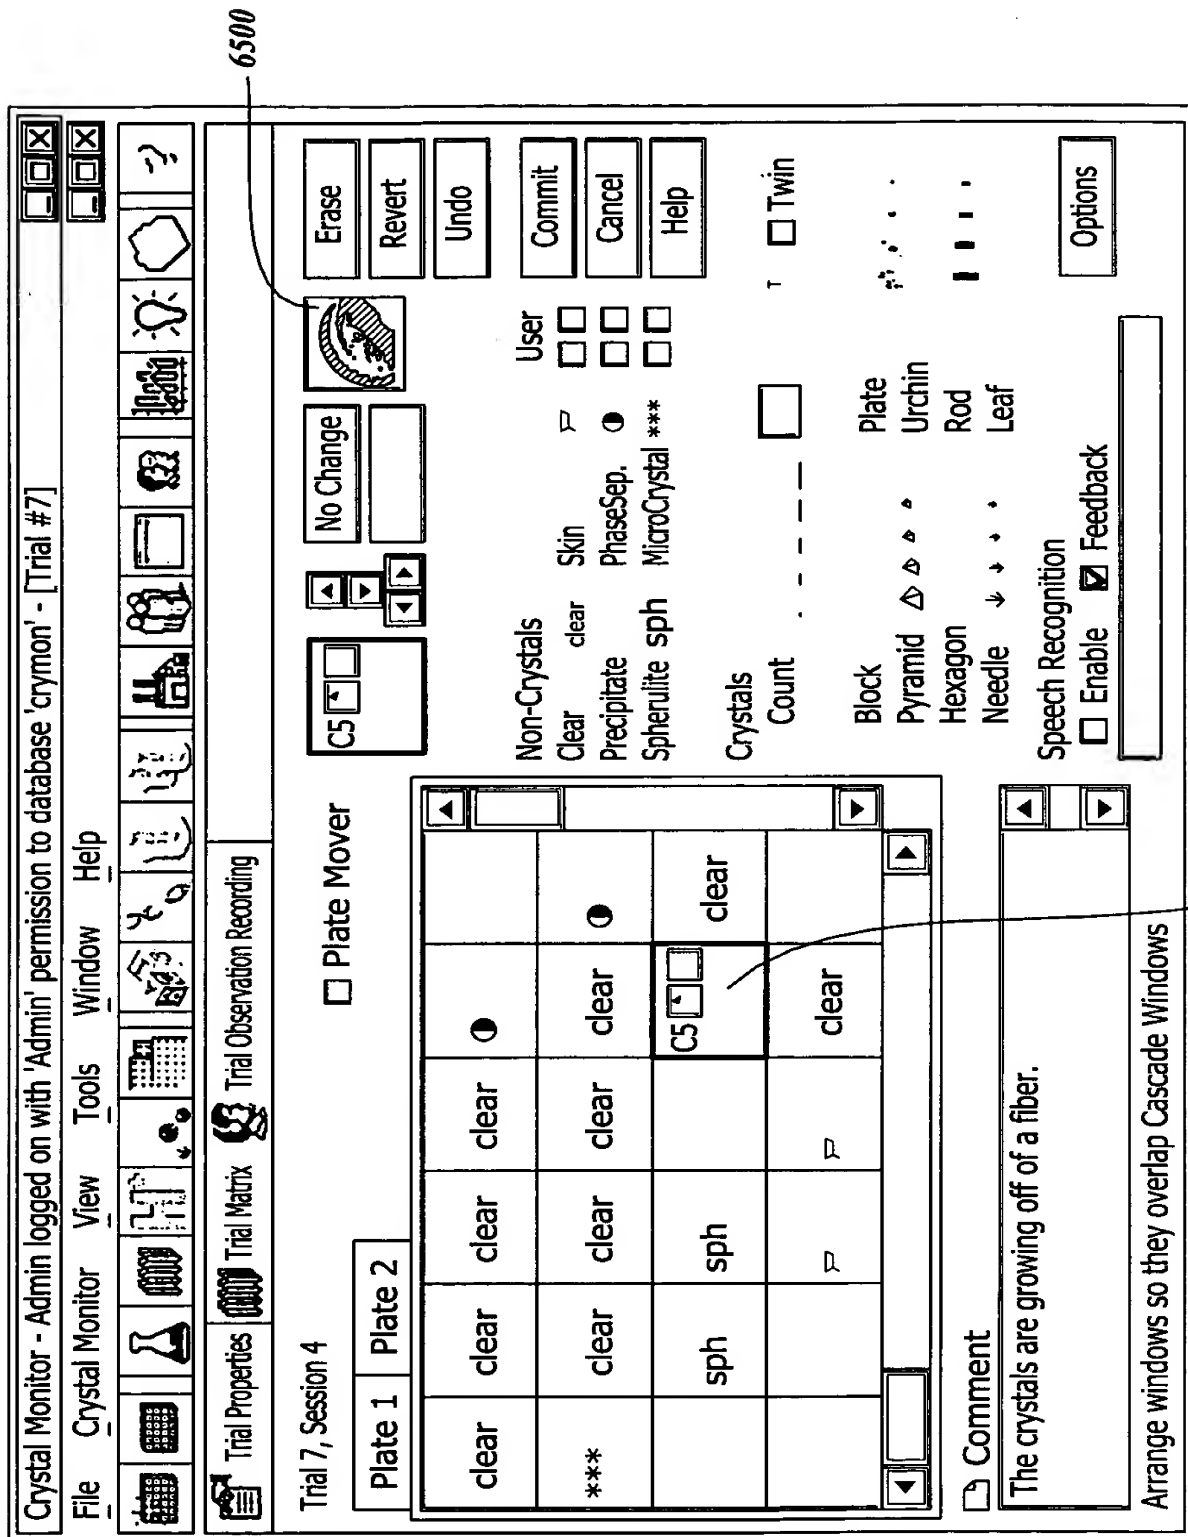 Crystal Monitor - Admin logged on with 'Admin' permission to database 'crymon' - [Trial #7]
File Crystal Monitor View Tools Window Help
Trial Properties Trial Matrix Trial Observation Recording
6500
Trial 7, Session 4
Plate Mover
Plate 1 Plate 2
clear clear clear clear
*** clear clear clear clear
sph sph C5 clear
clear
Comment
The crystals are growing off of a fiber.
Arrange windows so they overlap Cascade Windows
C5
No Change
Erase
Revert
Undo
Non-Crystals
User
Clear clear Skin
Precipitate PhaseSep.
Spherulite sph MicroCrystal ***
Commit
Cancel
Help
Crystals
Count
T Twin
Block Plate
Pyramid Urchin
Hexagon Rod
Needle Leaf
Speech Recognition
Enable Feedback
Options